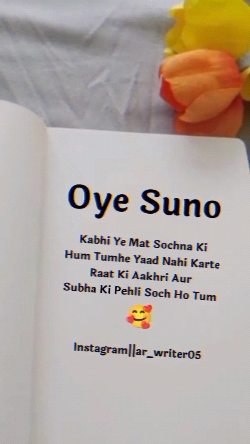 Oye Suno
Kabhi Ye Mat Sochna Ki
Hum Tumhe Yaad Nahi Karte
Raat Ki Aakhri Aur
Subha Ki Pehli Soch Ho Tum
🥰
Instagram||ar_writer05